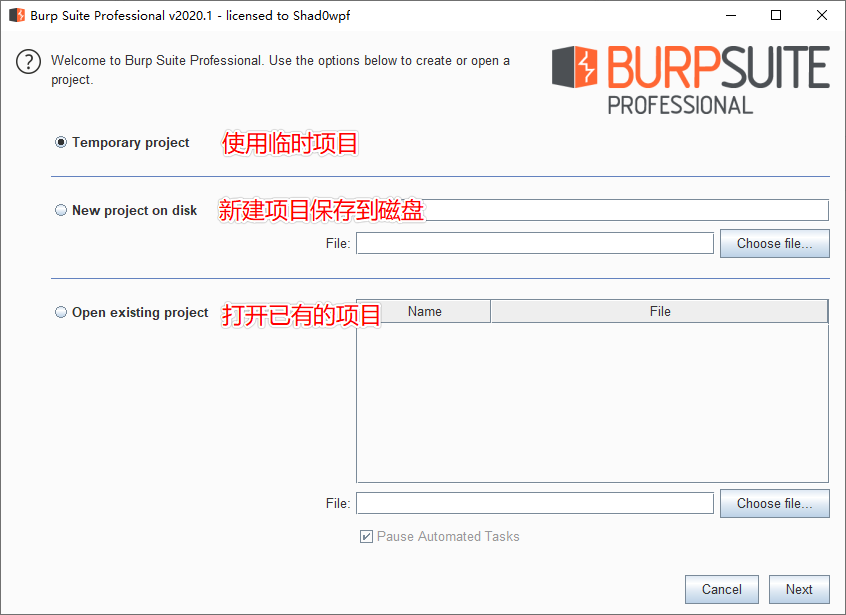 Burp Suite Professional v2020.1 - licensed to Shad0wpf
Welcome to Burp Suite Professional. Use the options below to create or open a
project.
BURPSUITE
PROFESSIONAL
Temporary project 使用临时项目
New project on disk 新建项目保存到磁盘
File: Choose file...
Open existing project 打开已有的项目 Name File
File: Choose file...
Pause Automated Tasks
Cancel Next